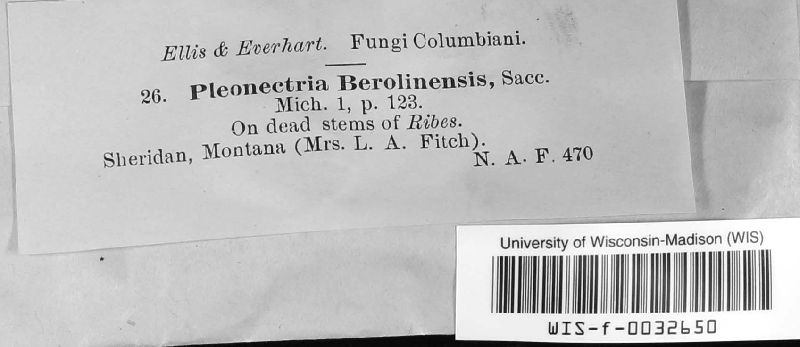 Ellis & Everhart. Fungi Columbiani.
26. Pleonectria Berolinensis, Sacc.
Mich. 1, p. 123.
On dead stems of Ribes.
Sheridan, Montana (Mrs. L. A. Fitch).
N. A. F. 470
University of Wisconsin-Madison (WIS)
WIS-f-0032650